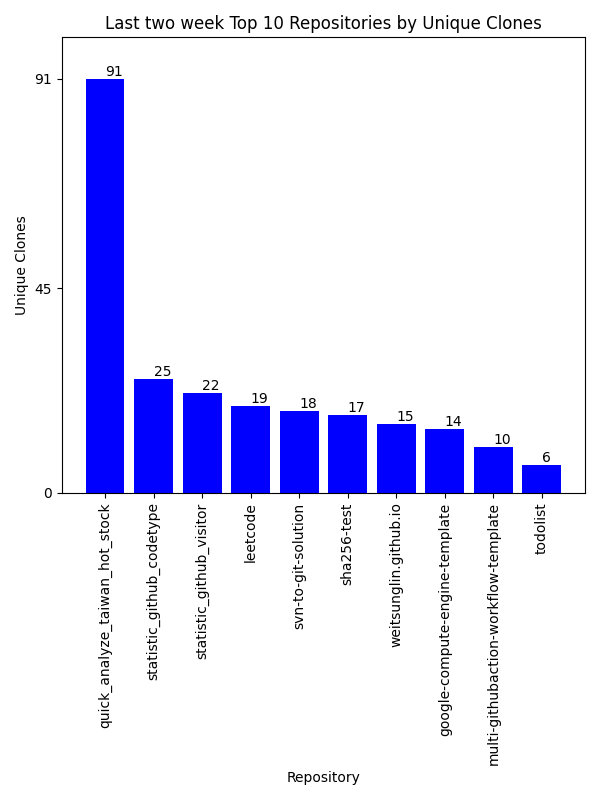 Last two week Top 10 Repositories by Unique Clones
Unique Clones
91
45
0
91
25
22
19
18
17
15
14
10
6
quick_analyze_taiwan_hot_stock
statistic_github_codetype
statistic_github_visitor
leetcode
svn-to-git-solution
sha256-test
weitsunglin.github.io
google-compute-engine-template
multi-githubaction-workflow-template
todolist
Repository